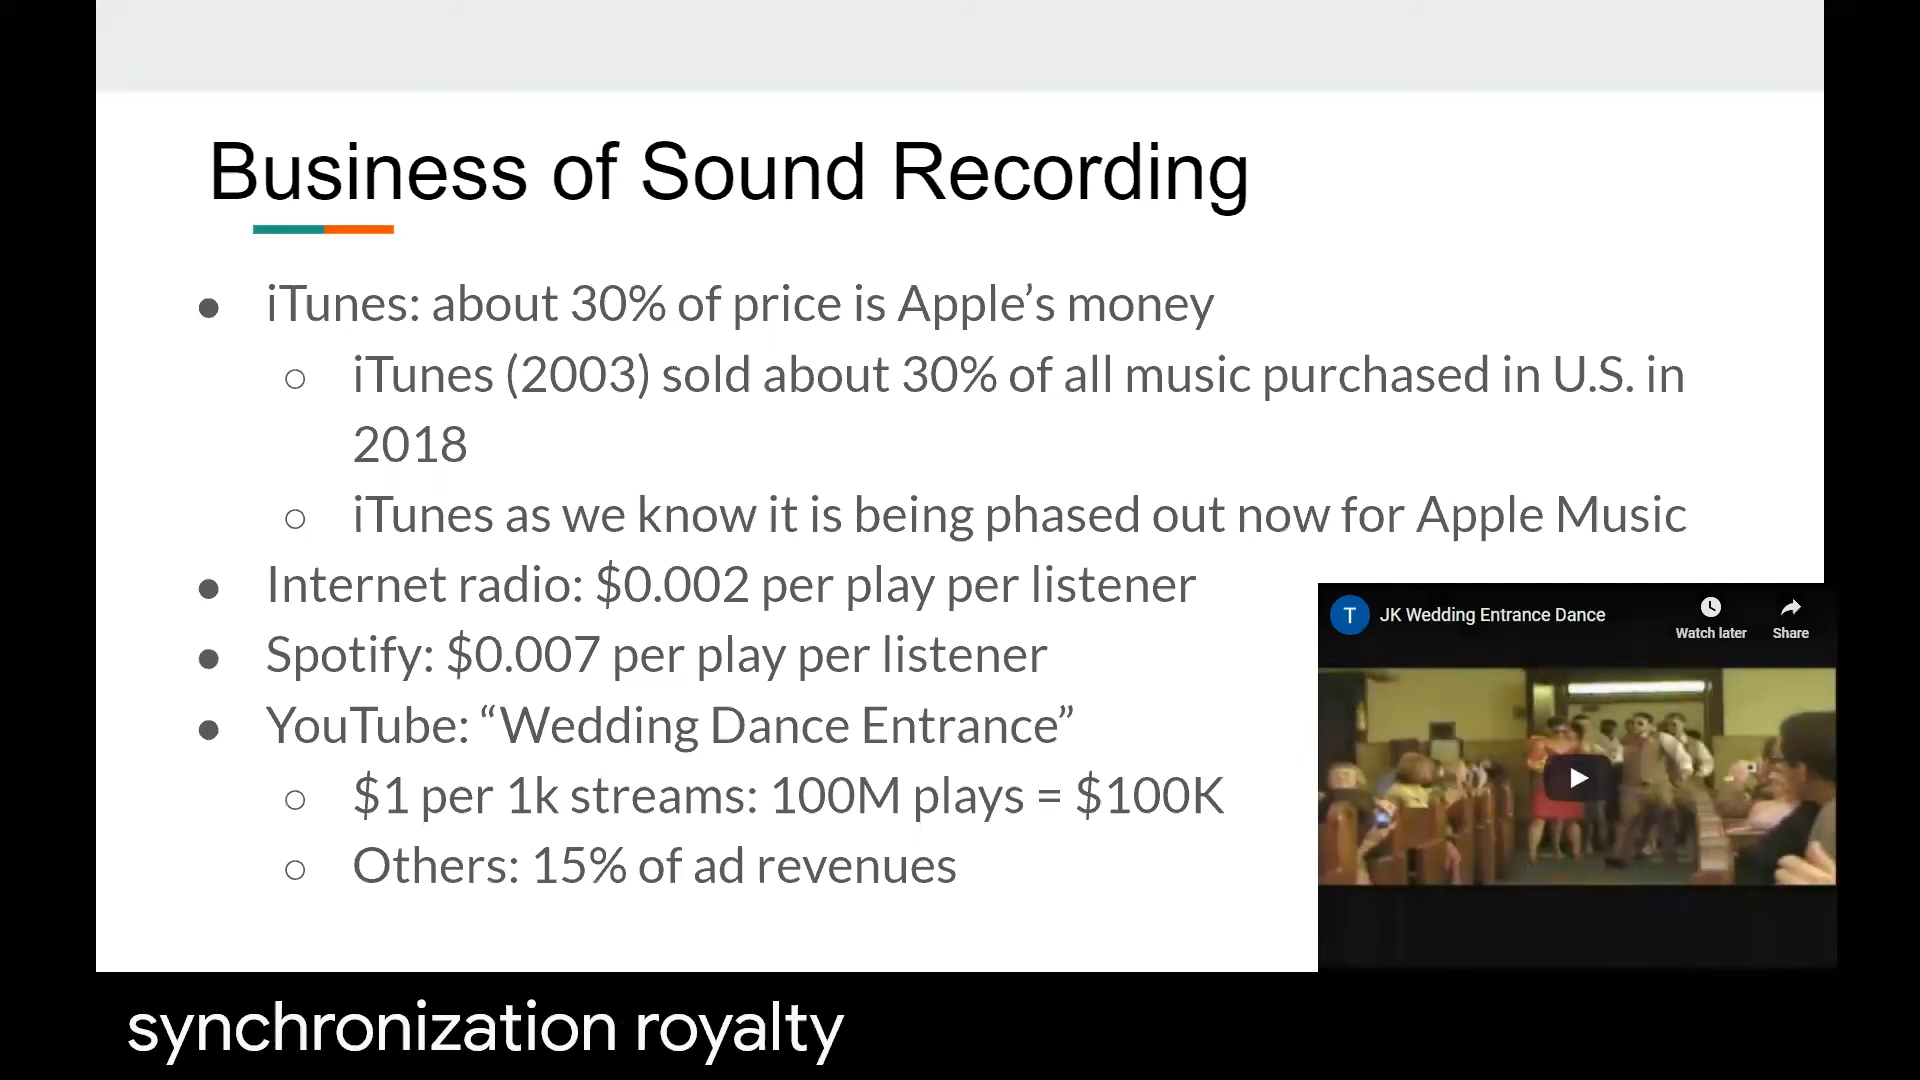 Business of Sound Recording
● iTunes: about 30% of price is Apple’s money
○ iTunes (2003) sold about 30% of all music purchased in U.S. in
2018
○ iTunes as we know it is being phased out now for Apple Music
● Internet radio: $0.002 per play per listener
● Spotify: $0.007 per play per listener
● YouTube: “Wedding Dance Entrance”
○ $1 per 1k streams: 100M plays = $100K
○ Others: 15% of ad revenues
T JK Wedding Entrance Dance
Watch later Share
synchronization royalty